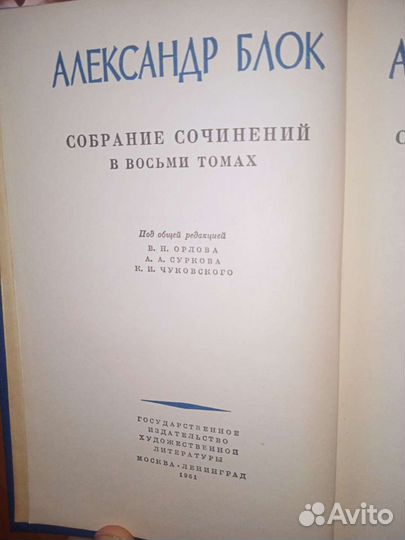 АЛЕКСАНДР БЛОК
СОБРАНИЕ СОЧИНЕНИЙ
В ВОСЬМИ ТОМАХ
Под общей редакцией
В. Н. ОРЛОВА
А. А. СУРКОВА
К. И. ЧУКОВСКОГО
ГОСУДАРСТВЕННОЕ
ИЗДАТЕЛЬСТВО
ХУДОЖЕСТВЕННОЙ
ЛИТЕРАТУРЫ
МОСКВА · ЛЕНИНГРАД
1961
А
С
Avito